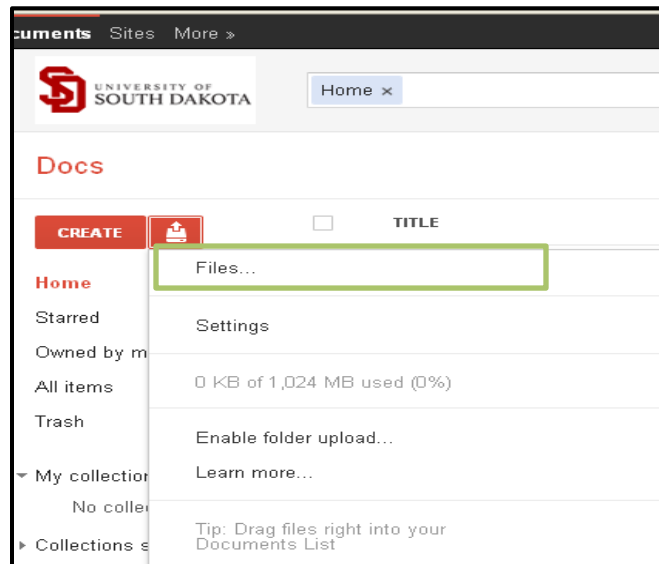 cuments Sites More »
UNIVERSITY OF
SOUTH DAKOTA
Home ×
Docs
CREATE
TITLE
Files...
Home
Starred
Settings
Owned by m
All items
0 KB of 1,024 MB used (0%)
Trash
Enable folder upload...
My collection
Learn more...
No colle
Collections s
Tip: Drag files right into your
Documents List